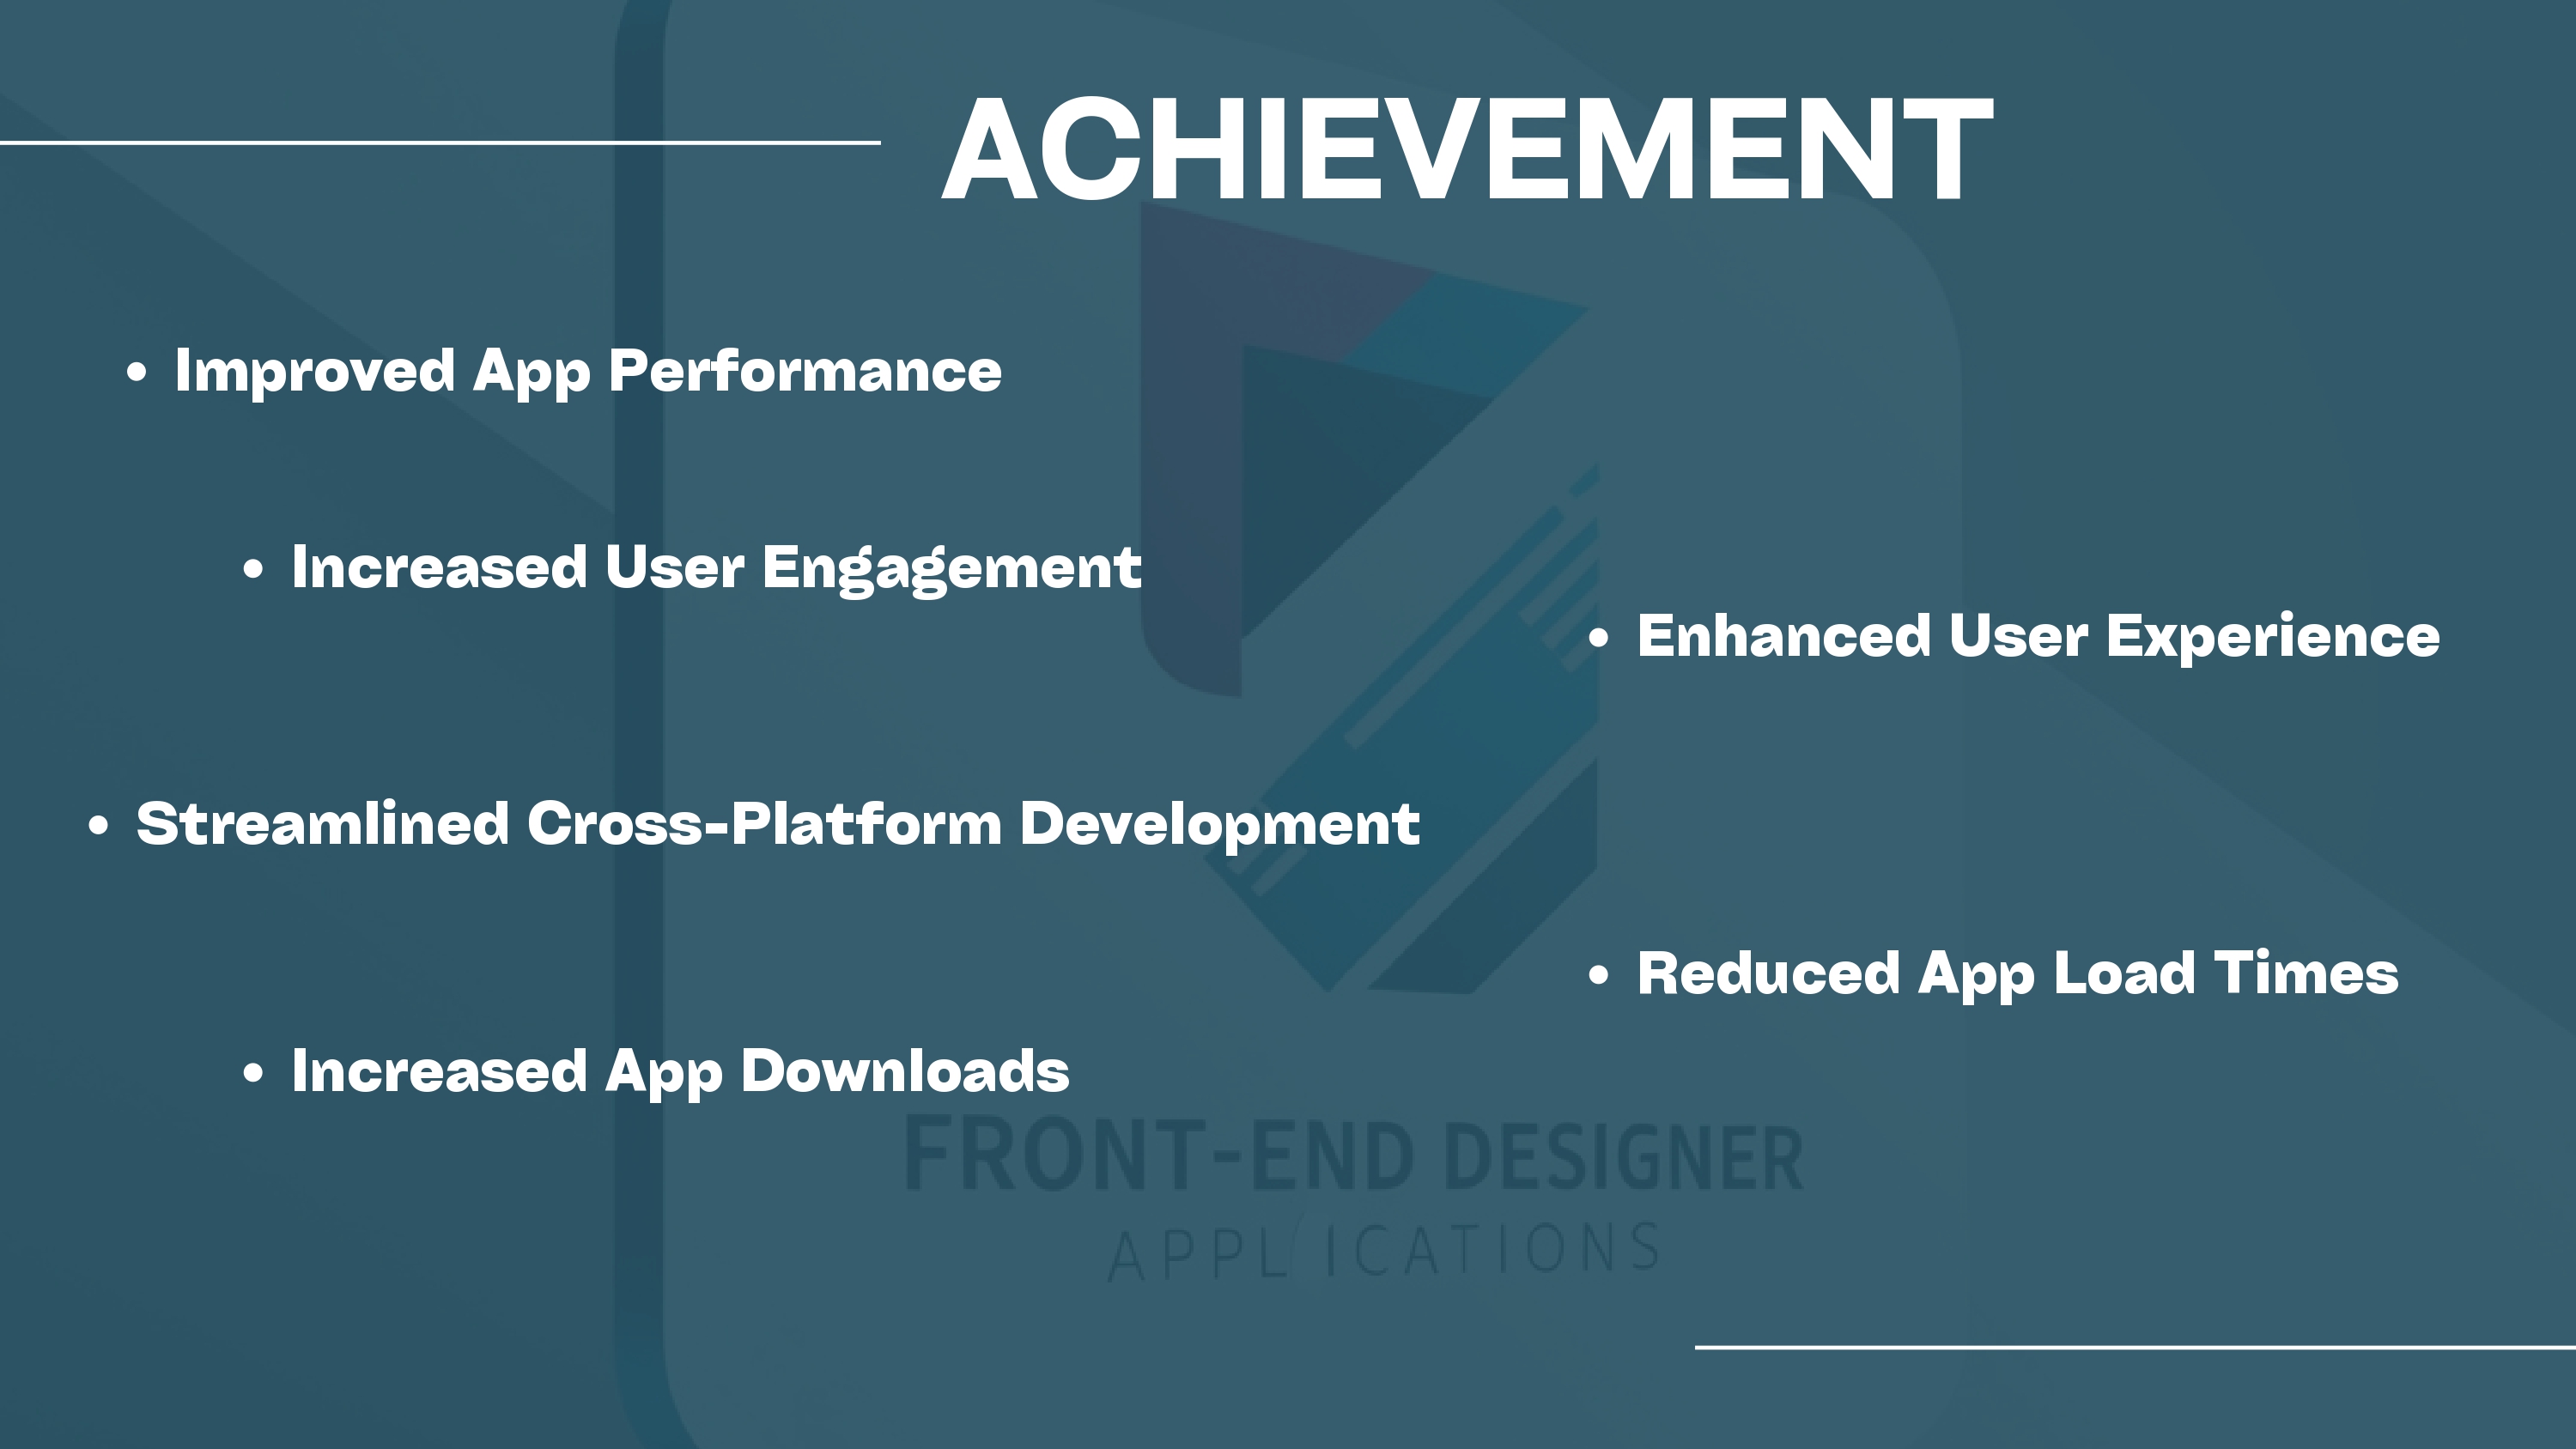 ACHIEVEMENT
• Improved App Performance
• Increased User Engagement
• Enhanced User Experience
• Streamlined Cross-Platform Development
• Reduced App Load Times
• Increased App Downloads
FRONT-END DESIGNER
APPLICATIONS